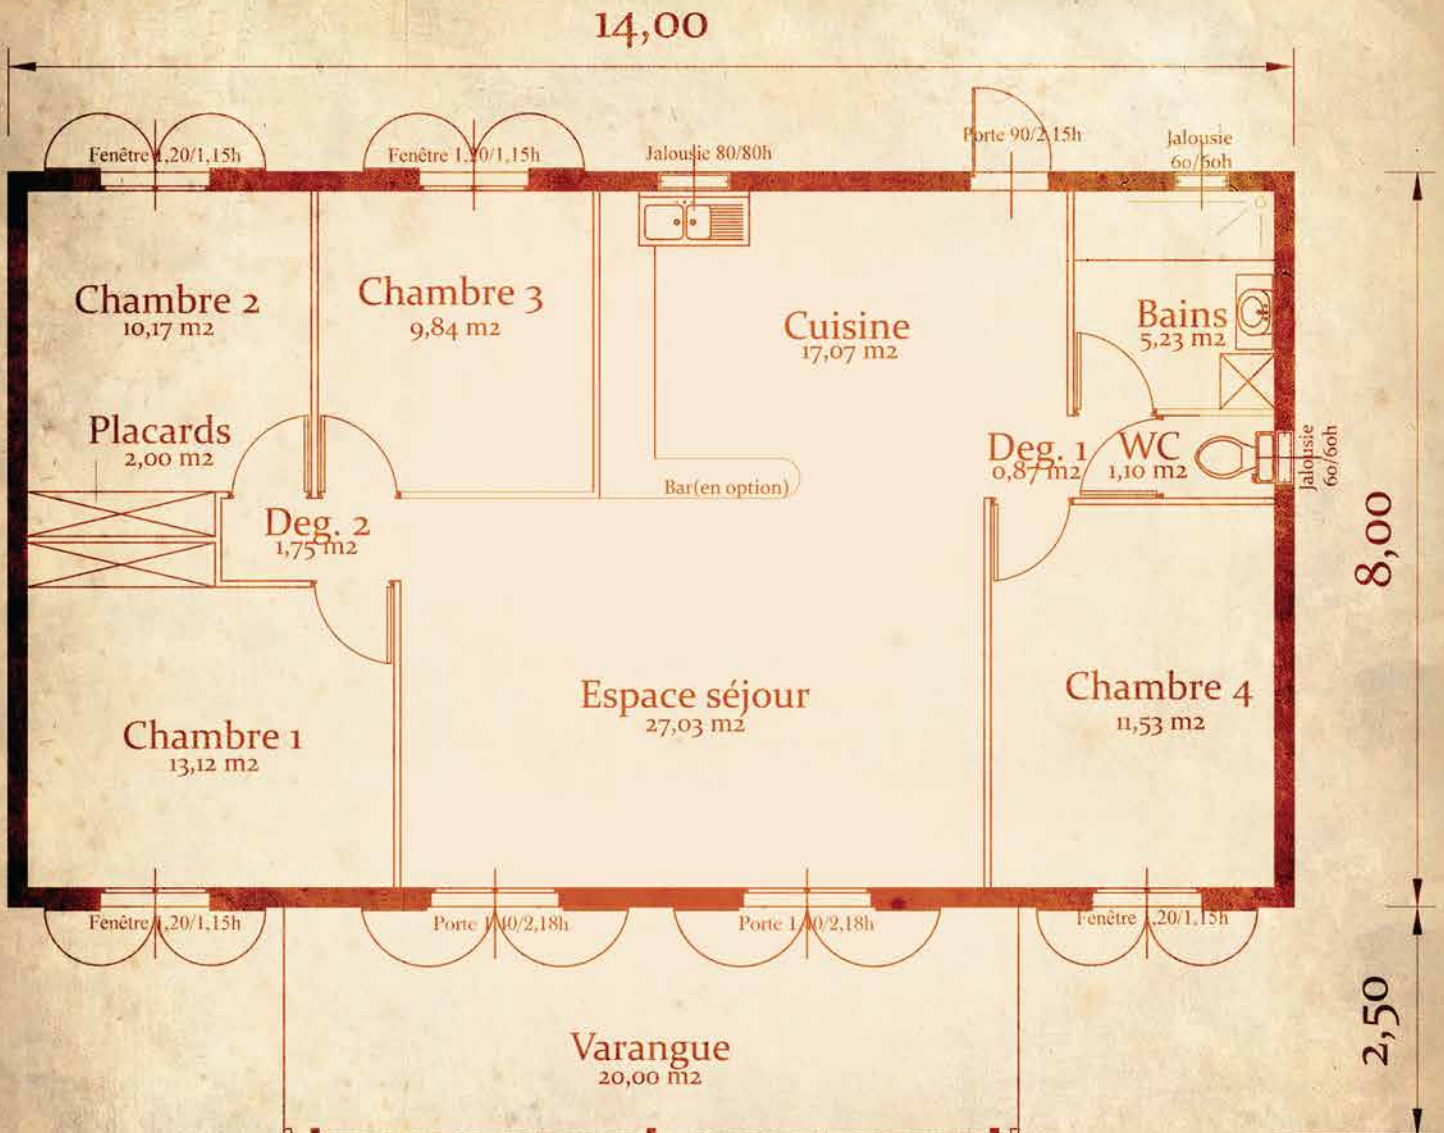 14,00
Fenêtre 1,20/1,15h
Fenêtre 1,20/1,15h
Jalousie 80/80h
Porte 90/2,15h
Jalousie
60/60h
Chambre 2
10,17 m2
Chambre 3
9,84 m2
Cuisine
17,07 m2
Bains
5,23 m2
Placards
2,00 m2
Deg. 1
0,87 m2
WC
1,10 m2
Jalousie
60/60h
Bar(en option)
Deg. 2
1,75 m2
8,00
Espace séjour
27,03 m2
Chambre 4
11,53 m2
Chambre 1
13,12 m2
Fenêtre 1,20/1,15h
Porte 1,40/2,18h
Porte 1,40/2,18h
Fenêtre 1,20/1,15h
2,50
Varangue
20,00 m2